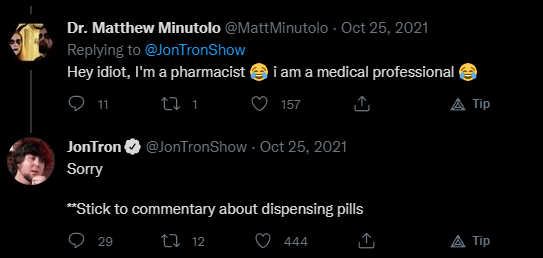 Dr. Matthew Minutolo @MattMinutolo · Oct 25, 2021
Replying to @JonTronShow
Hey idiot, I'm a pharmacist 😂 i am a medical professional 😂
11 1 157 Tip
JonTron @JonTronShow · Oct 25, 2021
Sorry
**Stick to commentary about dispensing pills
29 12 444 Tip